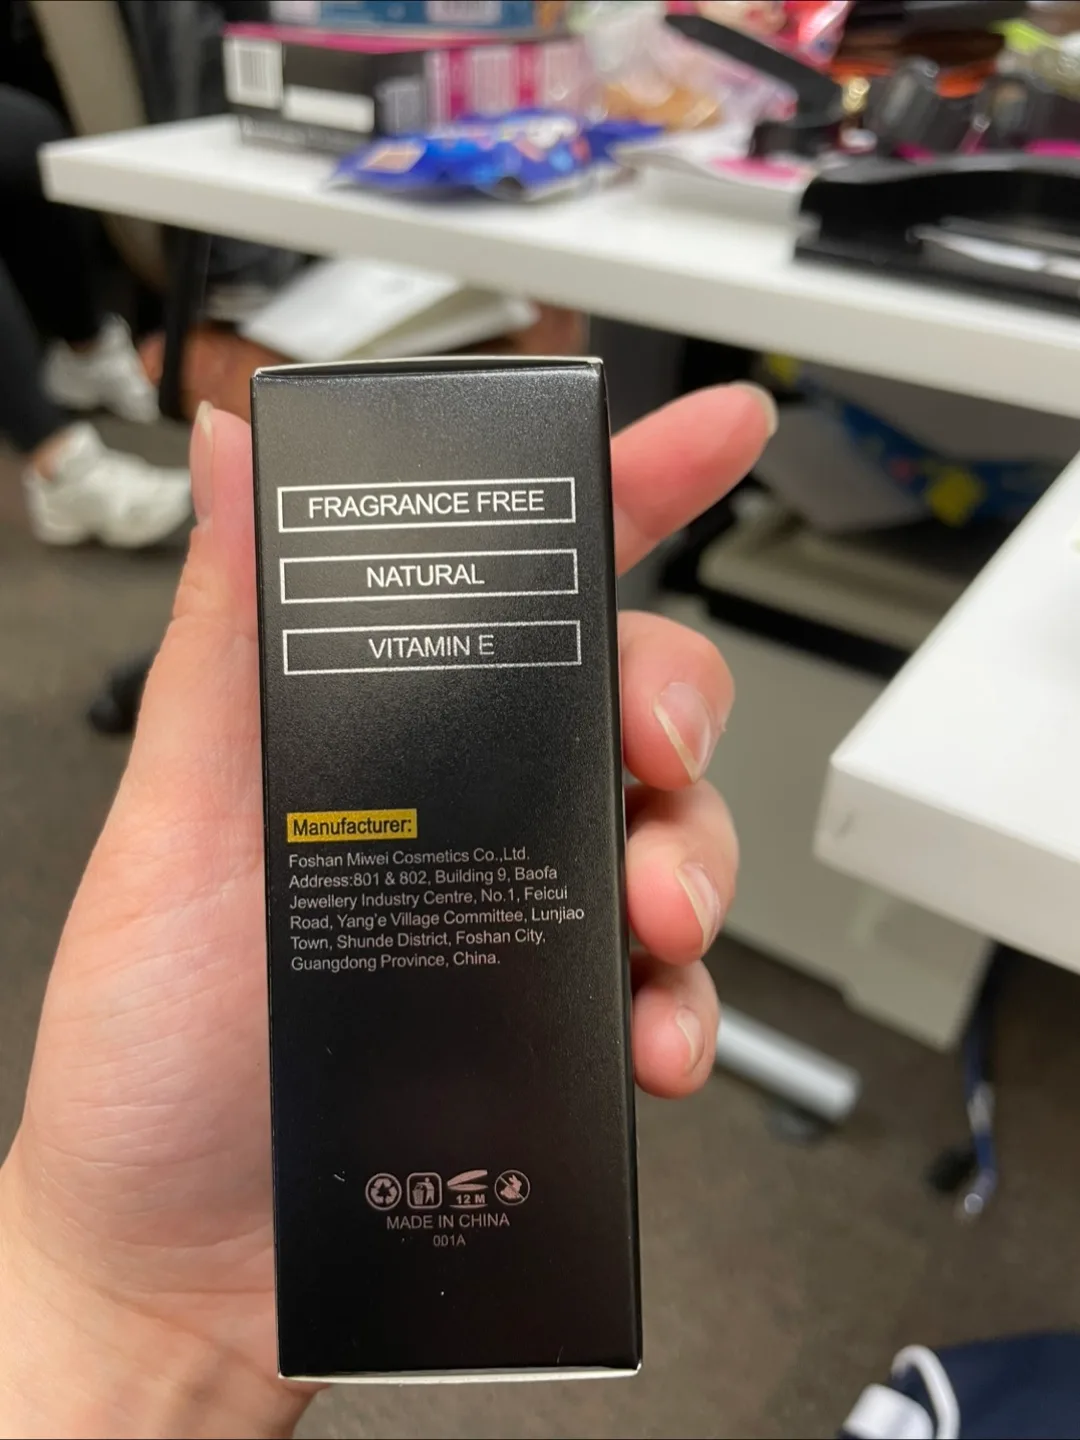 FRAGRANCE FREE
NATURAL
VITAMIN E
Manufacturer:
Foshan Miwei Cosmetics Co.,Ltd.
Address:801 & 802, Building 9, Baofa
Jewellery Industry Centre, No.1, Feicui
Road, Yang'e Village Committee, Lunjiao
Town, Shunde District, Foshan City,
Guangdong Province, China.
12 M
MADE IN CHINA
001A